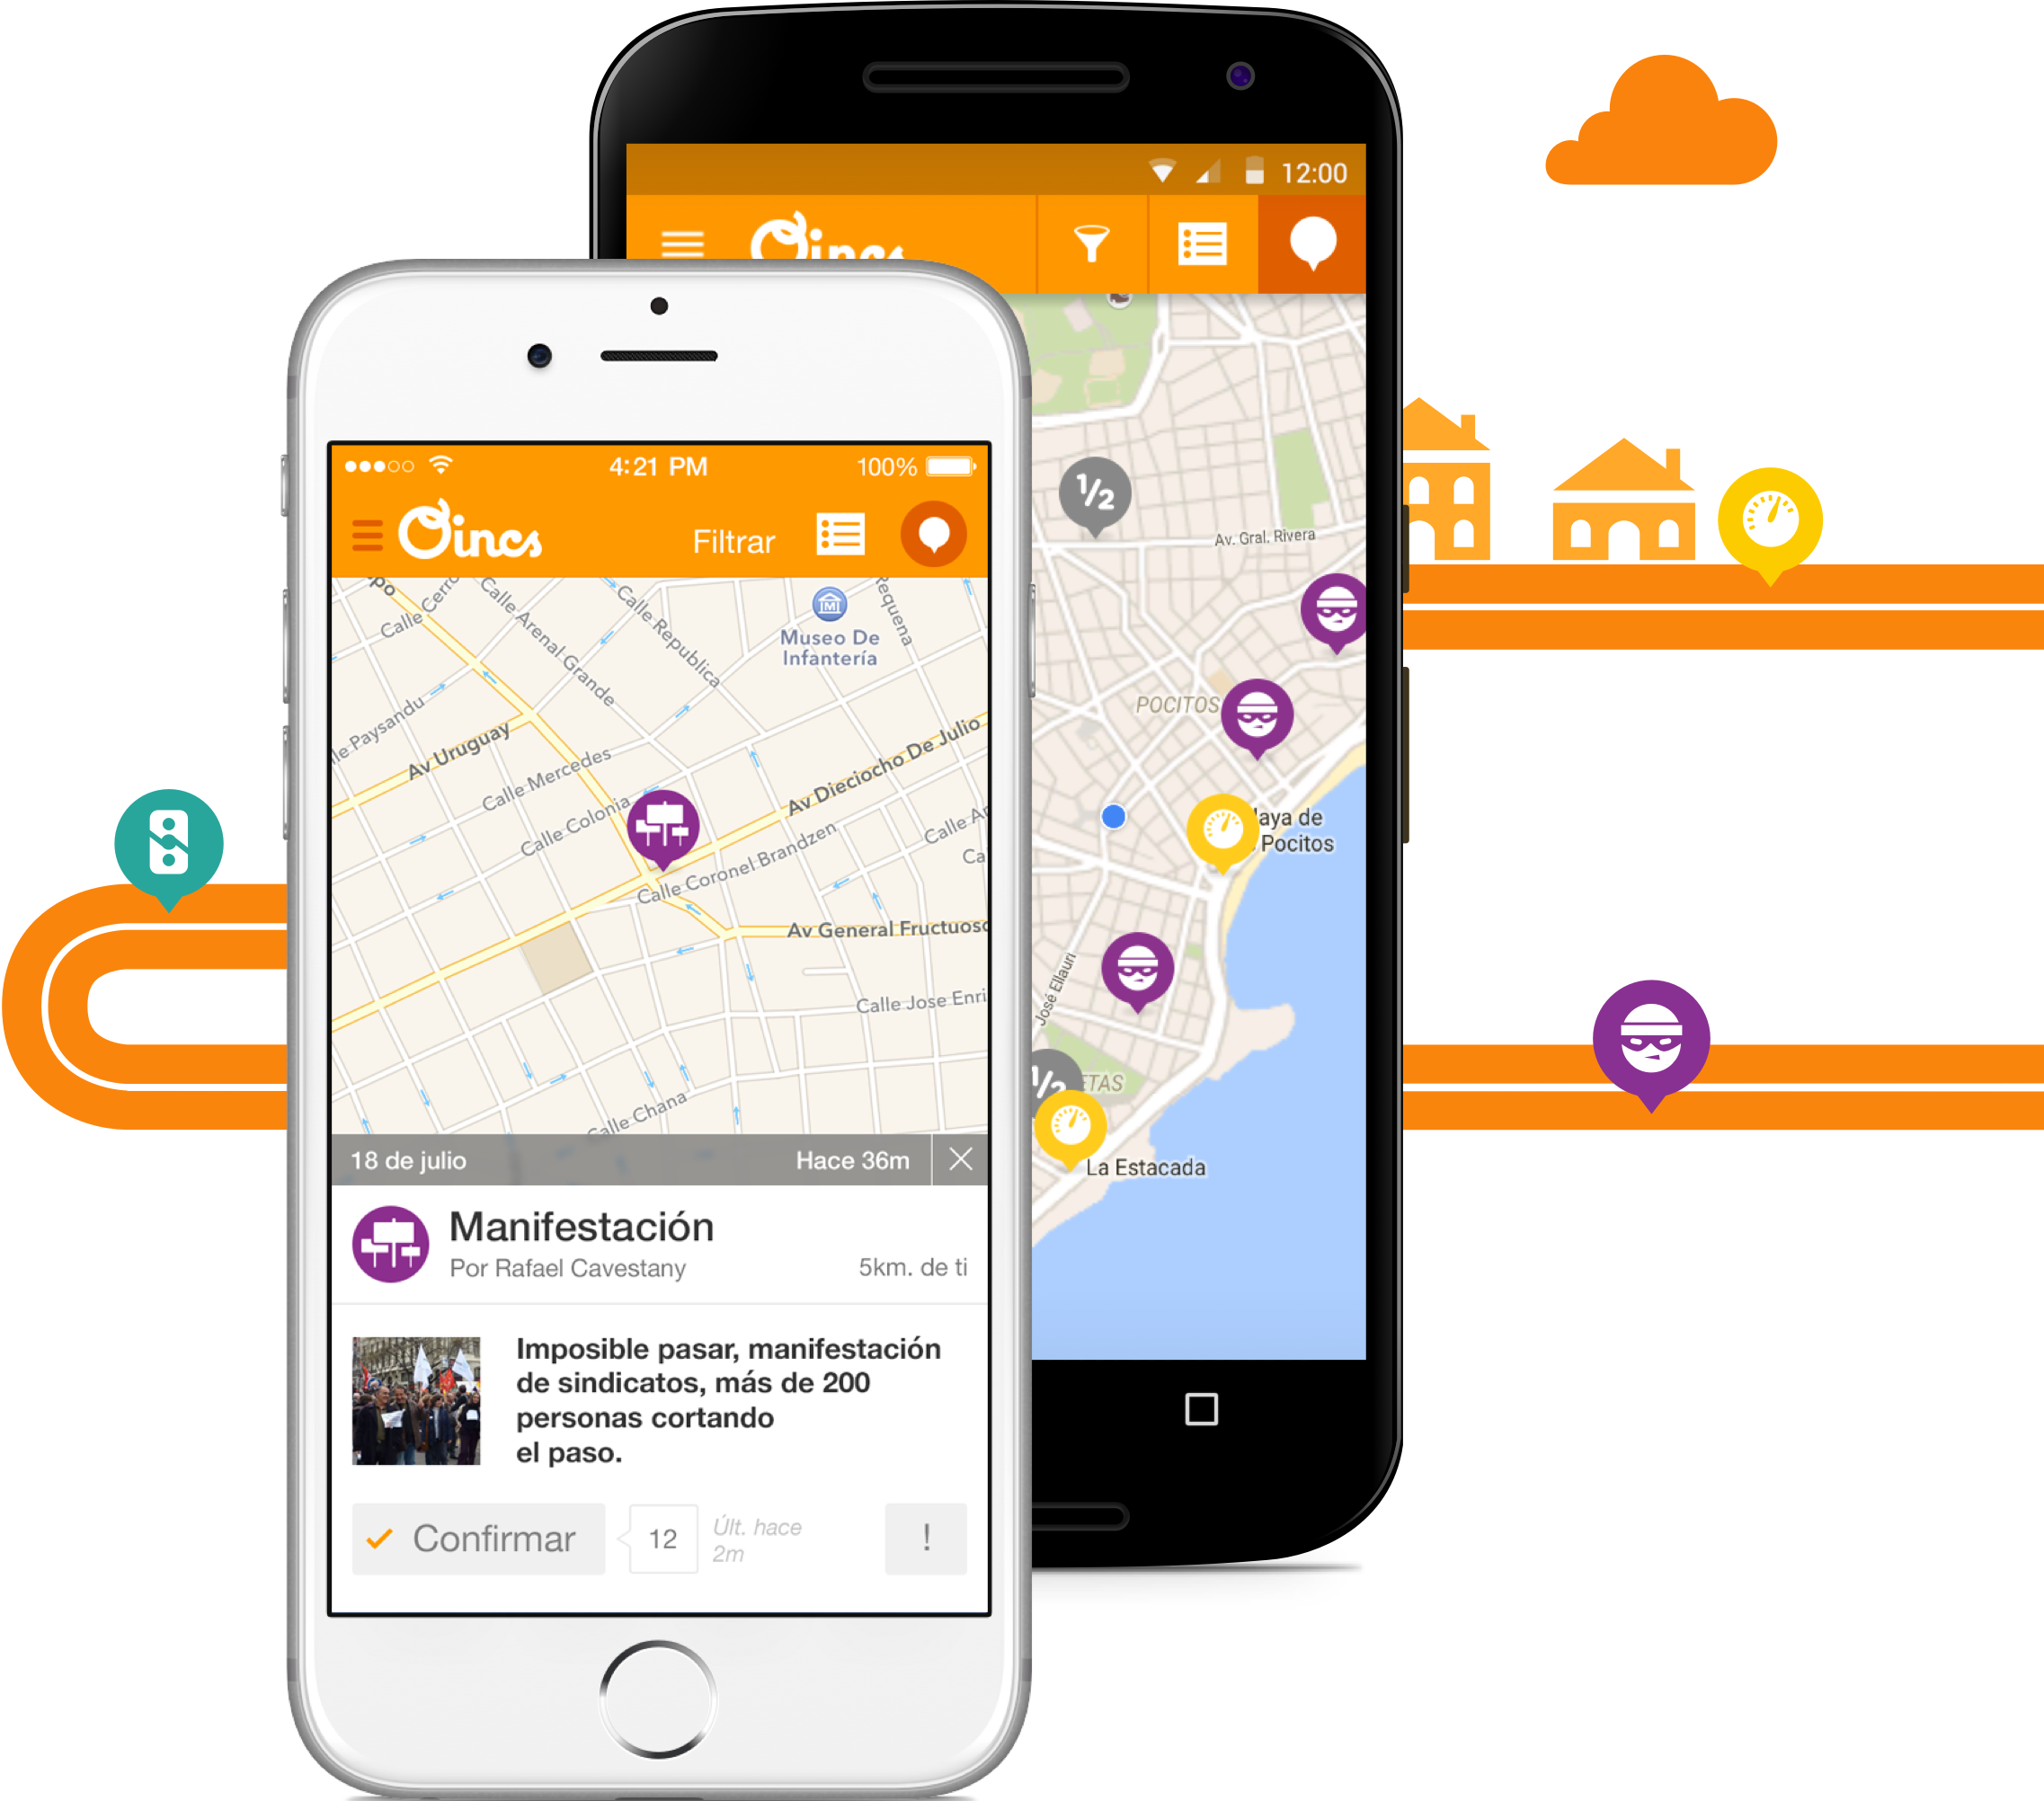 12:00
Oincs
4:21 PM
100%
Oincs
Filtrar
Museo De
Infantería
Calle Cerro
Calle Arenal Grande
Calle Republica
Requena
Paysandu
Av Uruguay
Calle Mercedes
Calle Colonia
Av Dieciocho De Julio
Calle Coronel Brandzen
Calle Ar
Ca
Av General Fructuoso
Calle Jose Enri
Calle Chana
18 de julio
Hace 36m
Manifestación
Por Rafael Cavestany
5km. de ti
Imposible pasar, manifestación
de sindicatos, más de 200
personas cortando
el paso.
Confirmar
12
Últ. hace
2m
!
1/2
Av. Gral. Rivera
POCITOS
laya de
Pocitos
José Ellauri
1/2
ETAS
La Estacada